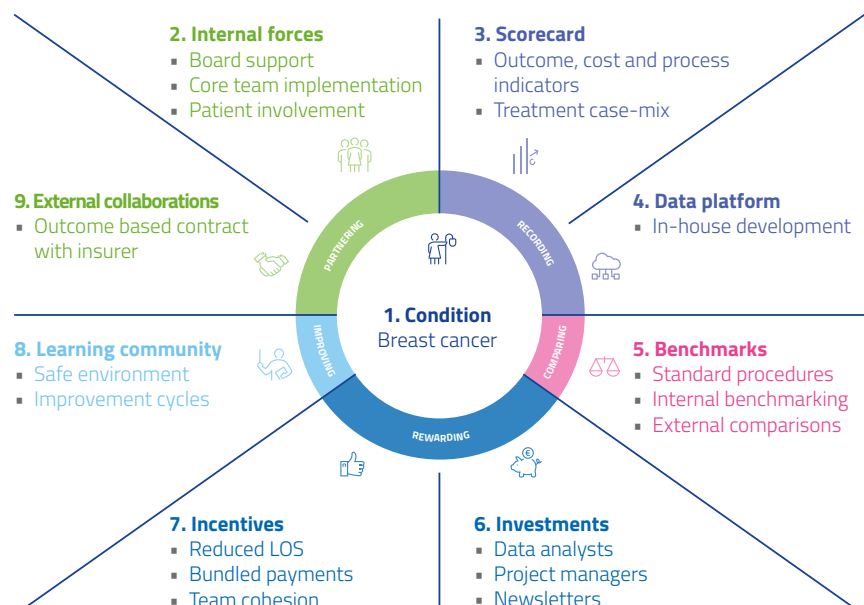 2. Internal forces
▪ Board support
▪ Core team implementation
▪ Patient involvement
3. Scorecard
▪ Outcome, cost and process
indicators
▪ Treatment case-mix
9. External collaborations
▪ Outcome based contract
with insurer
4. Data platform
▪ In-house development
PARTNERING
RECORDING
1. Condition
Breast cancer
IMPROVING
COMPARING
REWARDING
€
8. Learning community
▪ Safe environment
▪ Improvement cycles
5. Benchmarks
▪ Standard procedures
▪ Internal benchmarking
▪ External comparisons
7. Incentives
▪ Reduced LOS
▪ Bundled payments
▪ Team cohesion
6. Investments
▪ Data analysts
▪ Project managers
▪ Newsletters